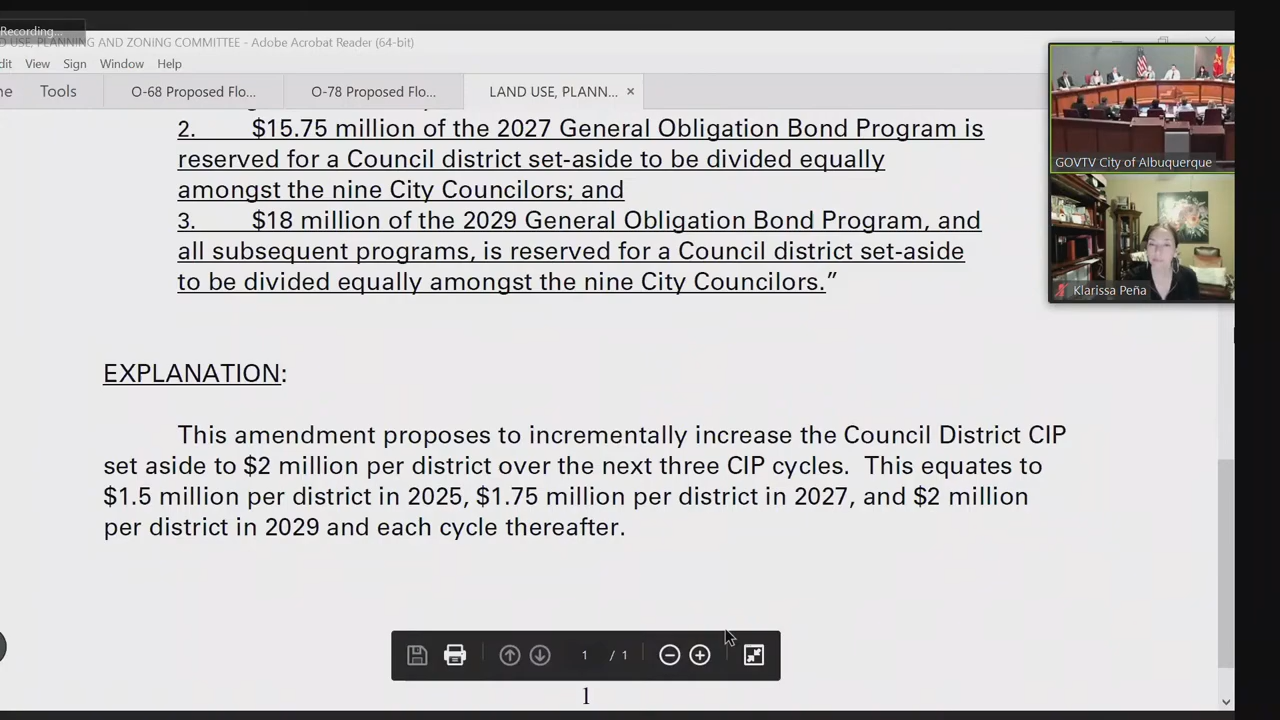 Recording...
USE, PLANNING AND ZONING COMMITTEE - Adobe Acrobat Reader (64-bit)
dit View Sign Window Help
me Tools O-68 Proposed Flo... O-78 Proposed Flo... LAND USE, PLANN... ×
2. $15.75 million of the 2027 General Obligation Bond Program is
reserved for a Council district set-aside to be divided equally
amongst the nine City Councilors; and
3. $18 million of the 2029 General Obligation Bond Program, and
all subsequent programs, is reserved for a Council district set-aside
to be divided equally amongst the nine City Councilors.”
EXPLANATION:
This amendment proposes to incrementally increase the Council District CIP
set aside to $2 million per district over the next three CIP cycles. This equates to
$1.5 million per district in 2025, $1.75 million per district in 2027, and $2 million
per district in 2029 and each cycle thereafter.
1 / 1
1
GOVTV City of Albuquerque
Klarissa Peña